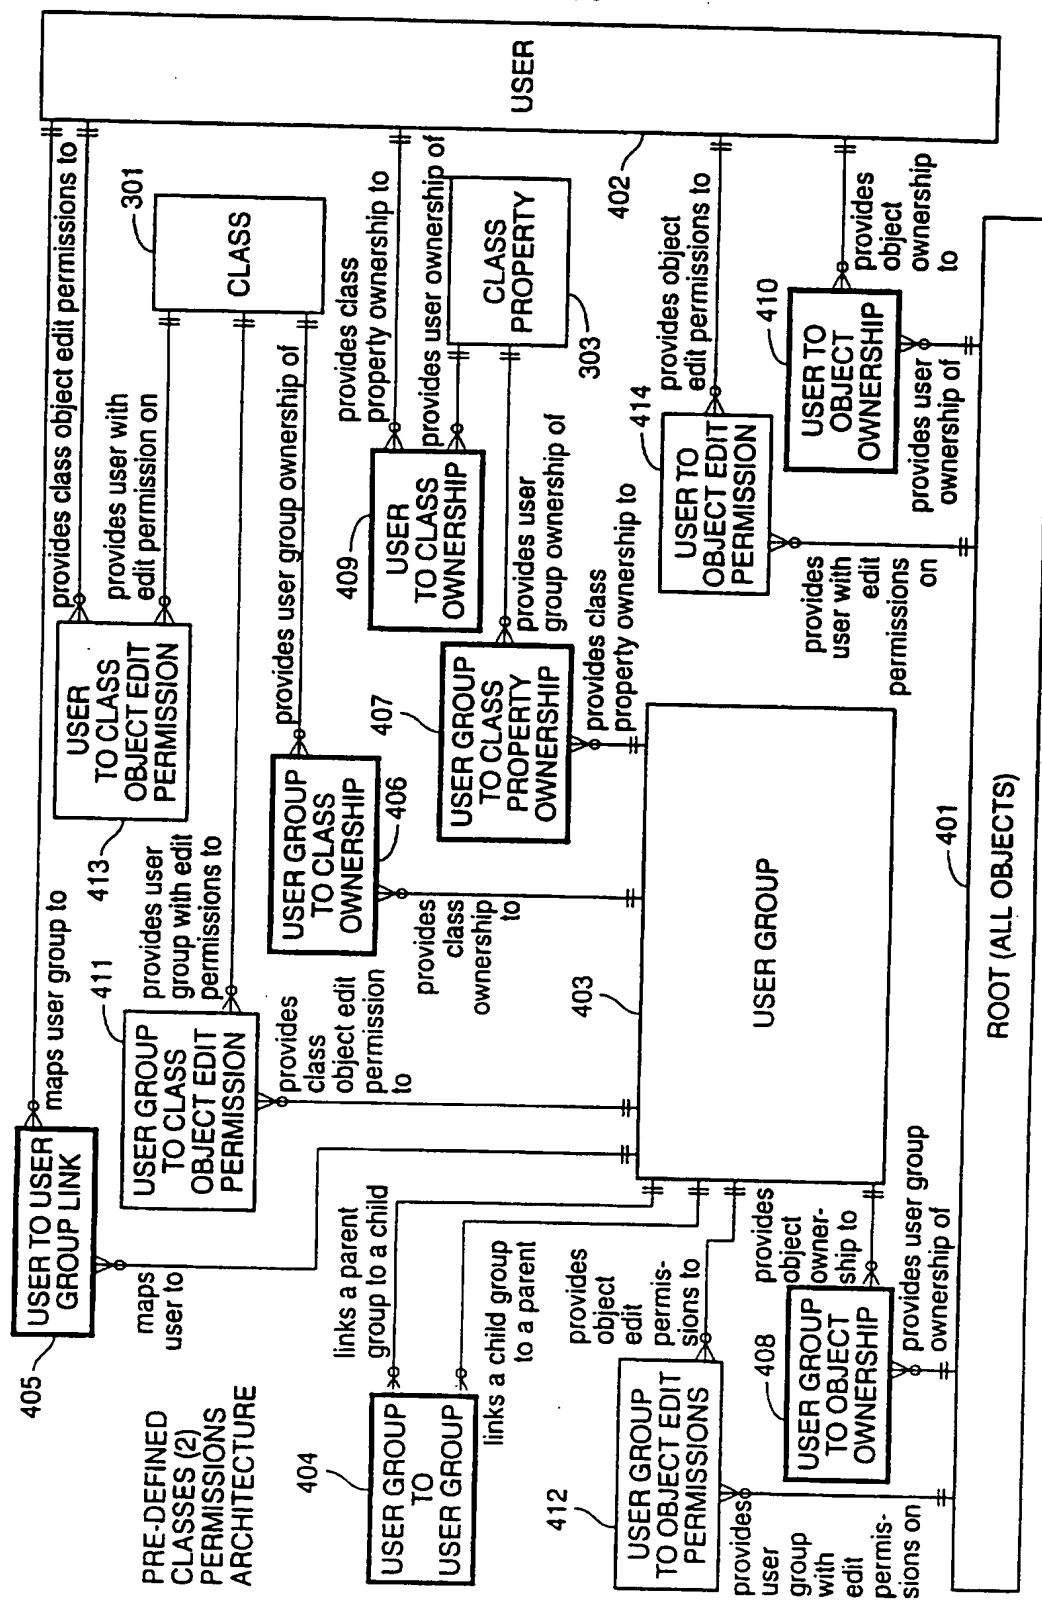 PRE-DEFINED
CLASSES (2)
PERMISSIONS
ARCHITECTURE
405
USER TO USER
GROUP LINK
maps user group to
maps
user to
provides class object edit permissions to
413
USER
TO CLASS
OBJECT EDIT
PERMISSION
provides user with
edit permission on
301
CLASS
411
USER GROUP
TO CLASS
OBJECT EDIT
PERMISSION
provides user
group with edit
permissions to
provides
class
object edit
permission
to
USER GROUP
TO CLASS
OWNERSHIP
406
provides user group ownership of
provides
class
ownership
to
409
USER
TO CLASS
OWNERSHIP
provides class
property ownership to
provides user ownership of
CLASS
PROPERTY
303
407
USER GROUP
TO CLASS
PROPERTY
OWNERSHIP
provides user
group ownership of
provides class
property ownership to
404
USER GROUP
TO
USER GROUP
links a parent
group to a child
links a child group
to a parent
403
USER GROUP
USER
402
412
USER GROUP
TO OBJECT EDIT
PERMISSIONS
provides
object
edit
permis-
sions to
provides
user
group
with
edit
permis-
sions on
408
USER GROUP
TO OBJECT
OWNERSHIP
provides
object
owner-
ship to
provides user group
ownership of
414
USER TO
OBJECT EDIT
PERMISSION
provides object
edit permissions to
provides
user with
edit
permissions
on
410
USER TO
OBJECT
OWNERSHIP
provides
object
ownership
to
provides user
ownership of
401
ROOT (ALL OBJECTS)